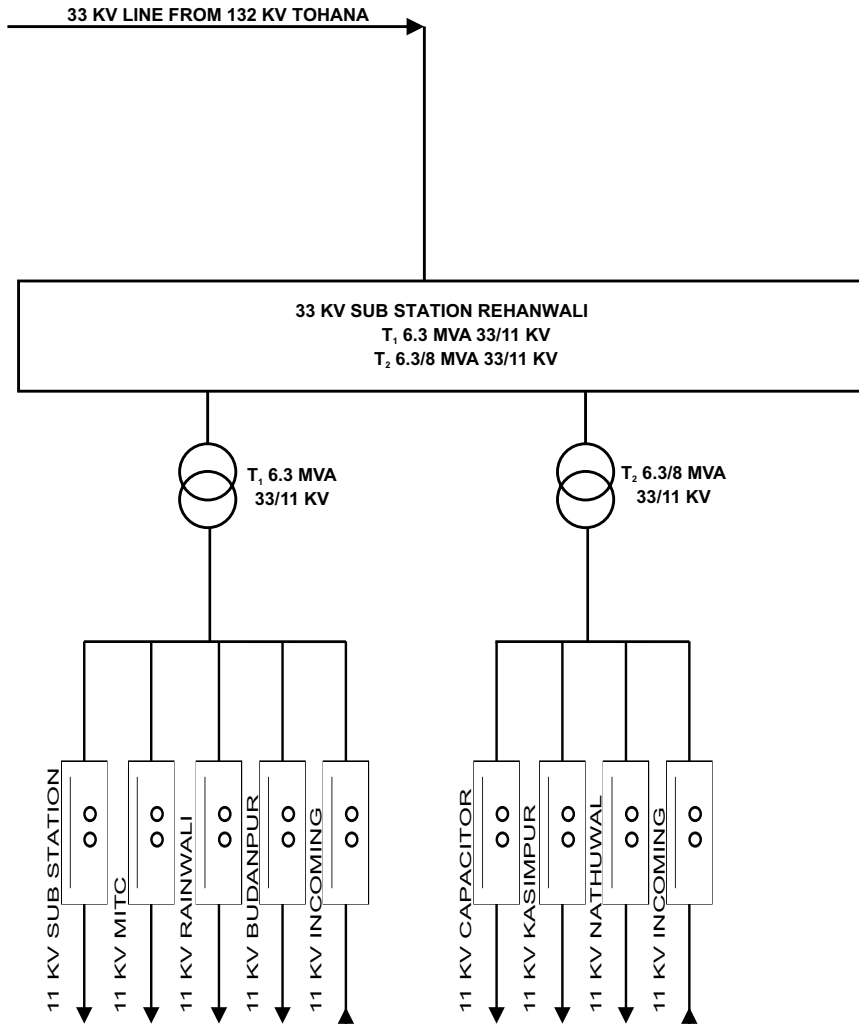 33 KV LINE FROM 132 KV TOHANA
33 KV SUB STATION REHANWALI
T₁ 6.3 MVA 33/11 KV
T₂ 6.3/8 MVA 33/11 KV
T₁ 6.3 MVA
33/11 KV
T₂ 6.3/8 MVA
33/11 KV
11 KV SUB STATION
11 KV MITC
11 KV RAINWALI
11 KV BUDANPUR
11 KV INCOMING
11 KV CAPACITOR
11 KV KASIMPUR
11 KV NATHUWAL
11 KV INCOMING